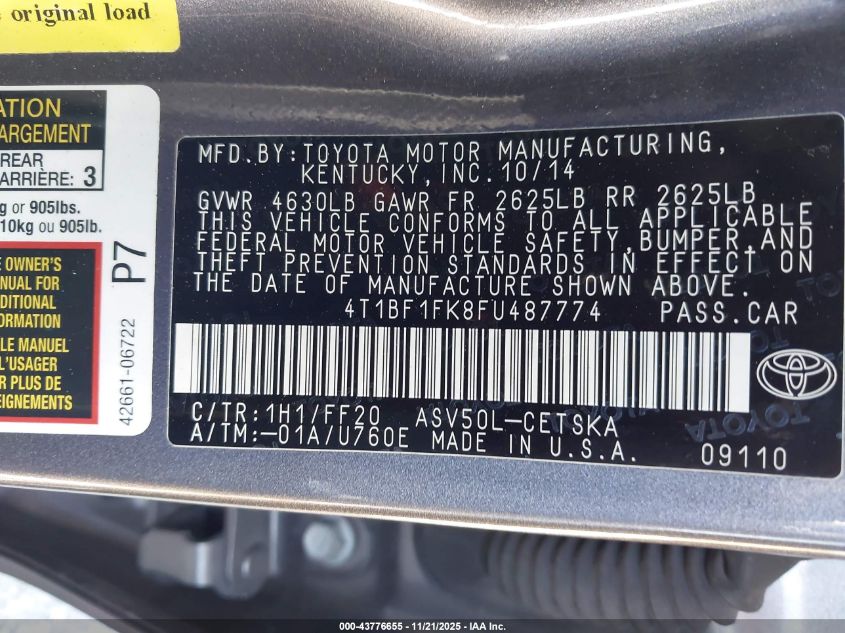 original load
ATION
ARGEMENT
REAR
ARRIÈRE: 3
g or 905lbs.
10kg ou 905lb.
OWNER'S
MANUAL FOR
DITIONAL
FORMATION
LE MANUEL
L'USAGER
PLUS DE
EIGNEMENTS
P7
42661-06722
MFD.BY:TOYOTA MOTOR MANUFACTURING,
KENTUCKY,INC.10/14
GVWR 4630LB GAWR FR 2625LB RR 2625LB
THIS VEHICLE CONFORMS TO ALL APPLICABLE
FEDERAL MOTOR VEHICLE SAFETY,BUMPER,AND
THEFT PREVENTION STANDARDS IN EFFECT ON
THE DATE OF MANUFACTURE SHOWN ABOVE.
4T1BF1FK8FU487774 PASS.CAR
C/TR:1H1/FF20 ASV50L-CETSKA
A/TM:-01A/U760E MADE IN U.S.A.
09110
000-43776655 - 11/21/2025 - IAA Inc.